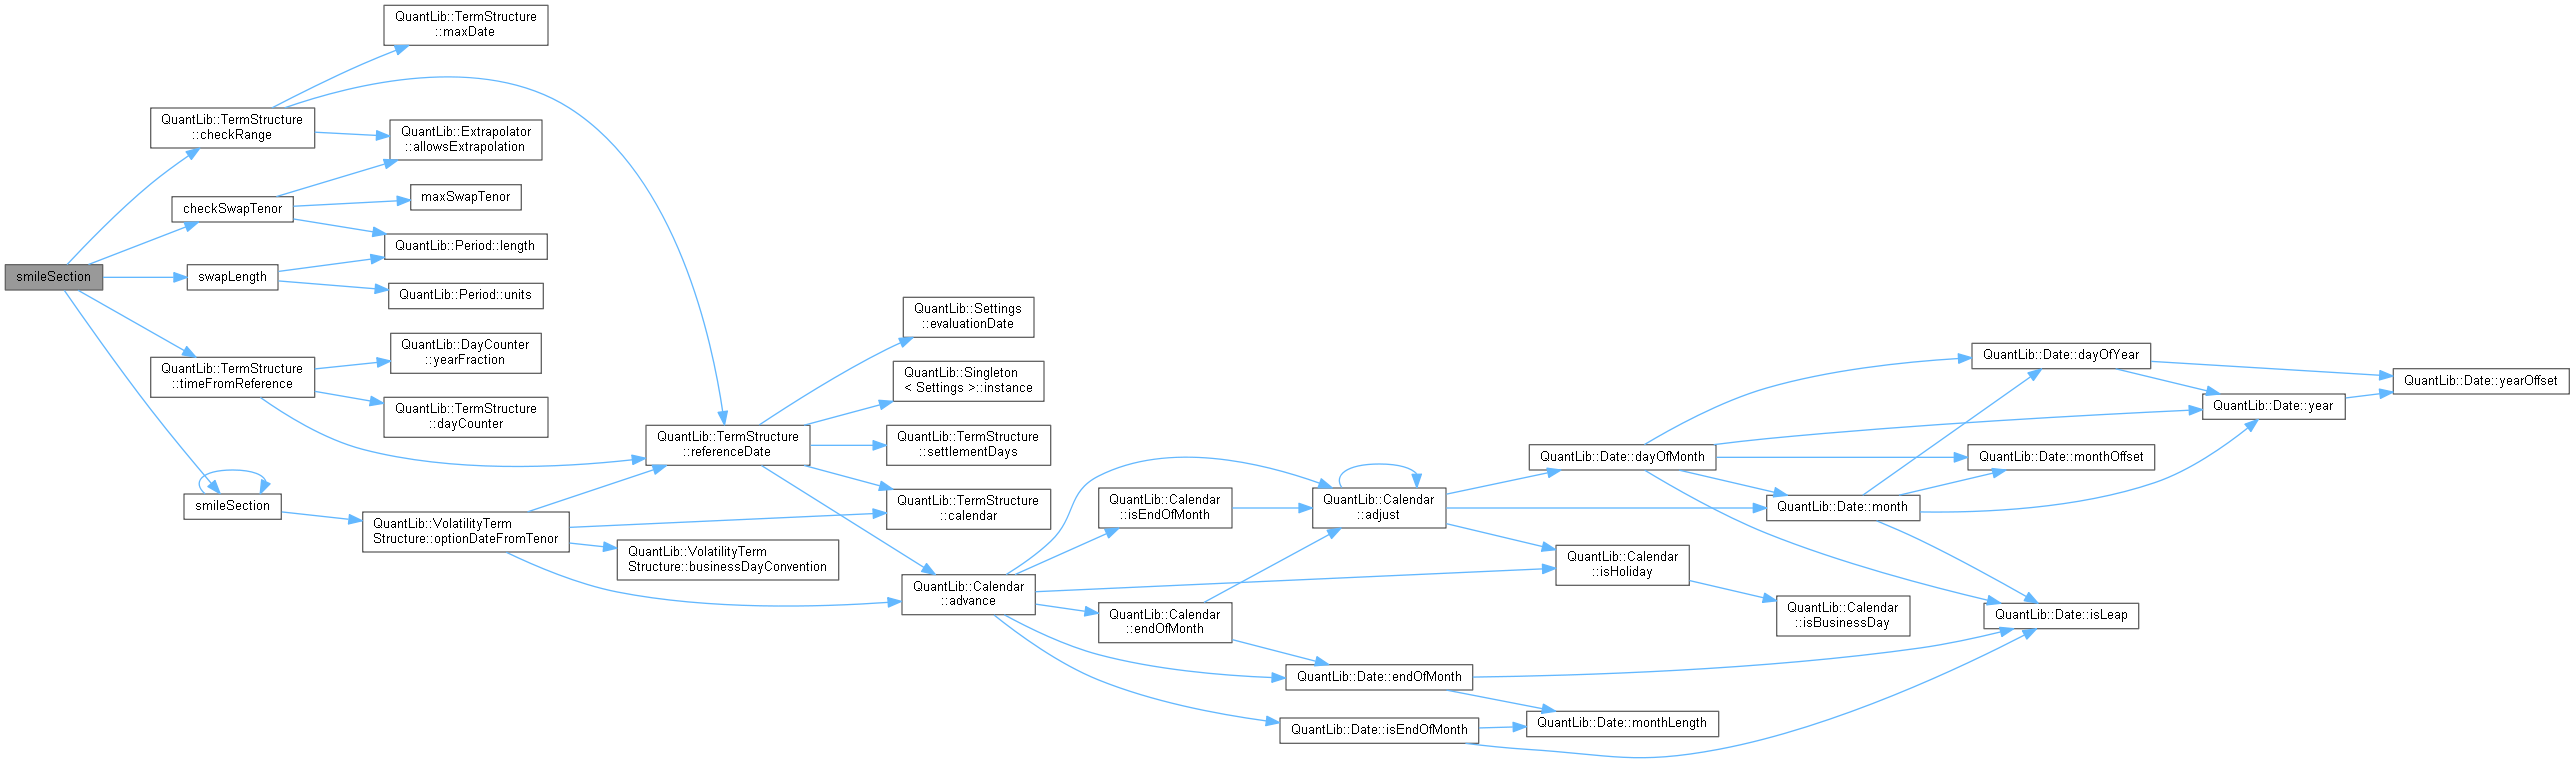 QuantLib::TermStructure
::maxDate
QuantLib::TermStructure
::checkRange
QuantLib::Extrapolator
::allowsExtrapolation
checkSwapTenor
maxSwapTenor
QuantLib::Period::length
smileSection
swapLength
QuantLib::Period::units
QuantLib::TermStructure
::timeFromReference
QuantLib::DayCounter
::yearFraction
QuantLib::TermStructure
::dayCounter
smileSection
QuantLib::VolatilityTerm
Structure::optionDateFromTenor
QuantLib::VolatilityTerm
Structure::businessDayConvention
QuantLib::TermStructure
::referenceDate
QuantLib::Settings
::evaluationDate
QuantLib::Singleton
< Settings >::instance
QuantLib::TermStructure
::settlementDays
QuantLib::TermStructure
::calendar
QuantLib::Calendar
::advance
QuantLib::Calendar
::isEndOfMonth
QuantLib::Calendar
::endOfMonth
QuantLib::Calendar
::adjust
QuantLib::Date::endOfMonth
QuantLib::Date::isEndOfMonth
QuantLib::Date::dayOfMonth
QuantLib::Calendar
::isHoliday
QuantLib::Date::monthLength
QuantLib::Date::month
QuantLib::Calendar
::isBusinessDay
QuantLib::Date::dayOfYear
QuantLib::Date::monthOffset
QuantLib::Date::isLeap
QuantLib::Date::year
QuantLib::Date::yearOffset